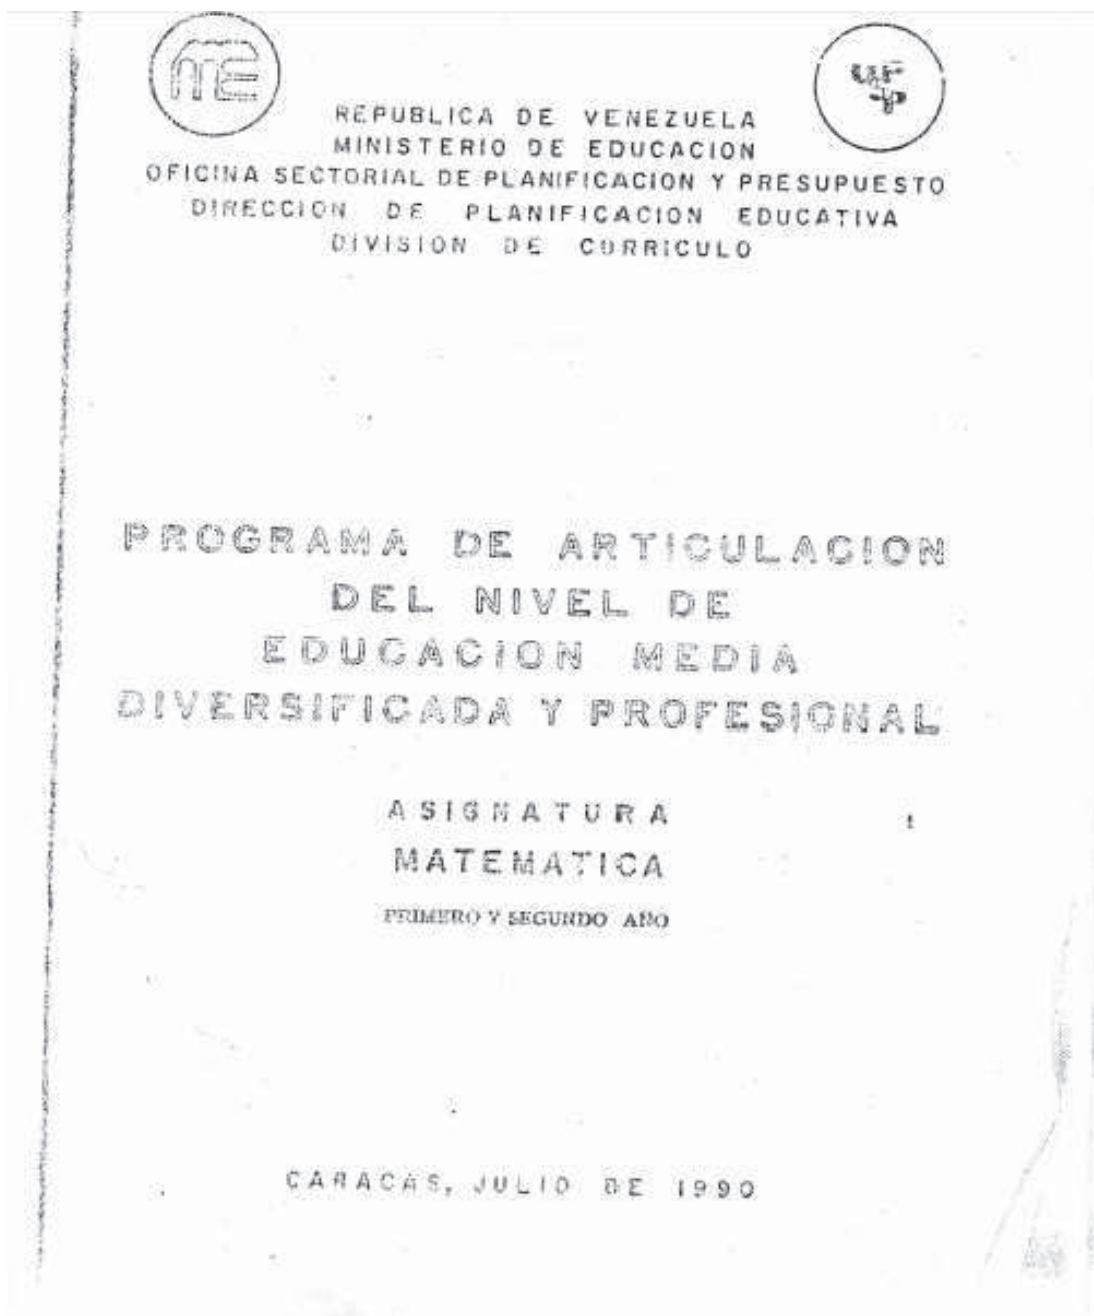 ME
REPUBLICA DE VENEZUELA
MINISTERIO DE EDUCACION
OFICINA SECTORIAL DE PLANIFICACION Y PRESUPUESTO
DIRECCION DE PLANIFICACION EDUCATIVA
DIVISION DE CURRICULO
PROGRAMA DE ARTICULACION
DEL NIVEL DE
EDUCACION MEDIA
DIVERSIFICADA Y PROFESIONAL
ASIGNATURA
MATEMATICA
PRIMERO Y SEGUNDO AÑO
CARACAS, JULIO DE 1990